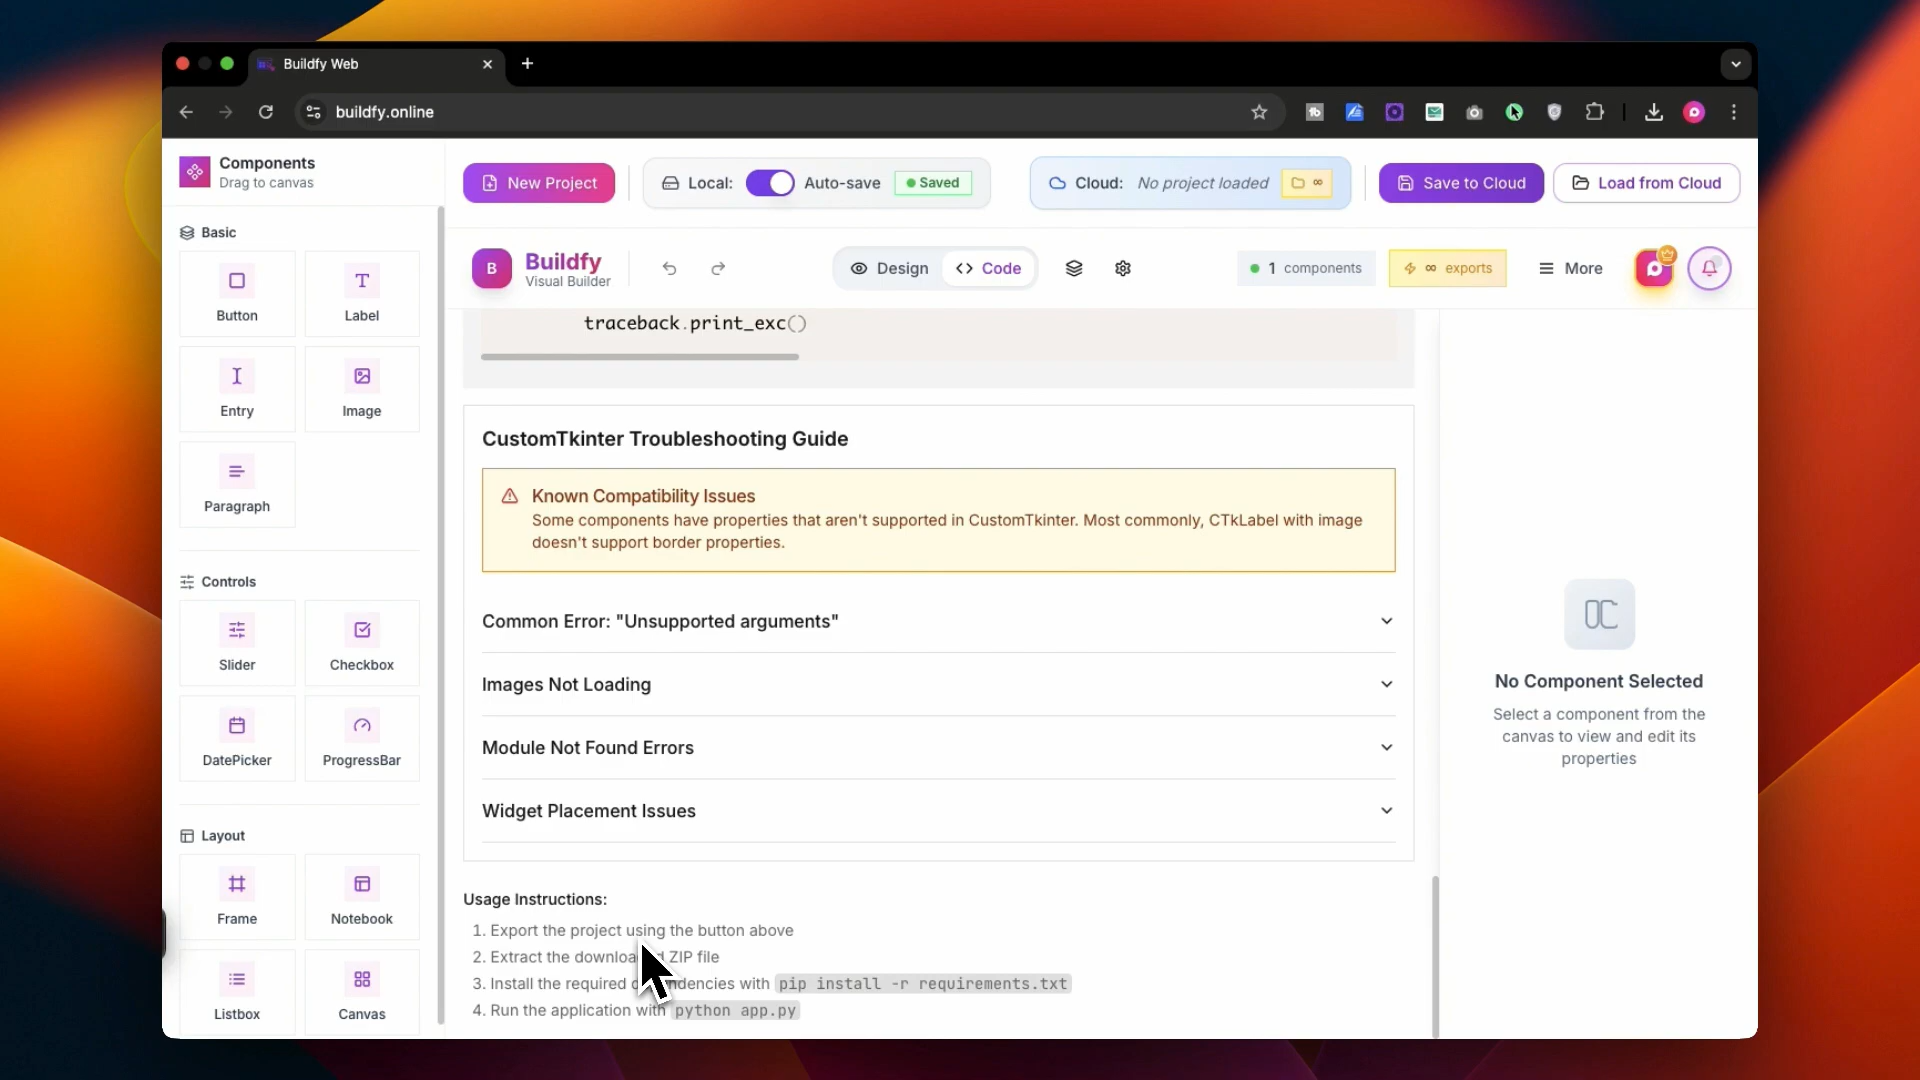 Buildfy Web
buildfy.online
Components
Drag to canvas
New Project
Local:
Auto-save
Saved
Cloud:
No project loaded
∞
Save to Cloud
Load from Cloud
B
Buildfy
Visual Builder
Design
<> Code
1 components
∞ exports
More
Basic
Button
Label
Entry
Image
Paragraph
Controls
Slider
Checkbox
DatePicker
ProgressBar
Layout
Frame
Notebook
Listbox
Canvas
traceback.print_exc()
CustomTkinter Troubleshooting Guide
Known Compatibility Issues
Some components have properties that aren't supported in CustomTkinter. Most commonly, CTkLabel with image
doesn't support border properties.
Common Error: "Unsupported arguments"
Images Not Loading
Module Not Found Errors
Widget Placement Issues
Usage Instructions:
1. Export the project using the button above
2. Extract the downloaded ZIP file
3. Install the required dependencies with pip install -r requirements.txt
4. Run the application with python app.py
No Component Selected
Select a component from the
canvas to view and edit its
properties